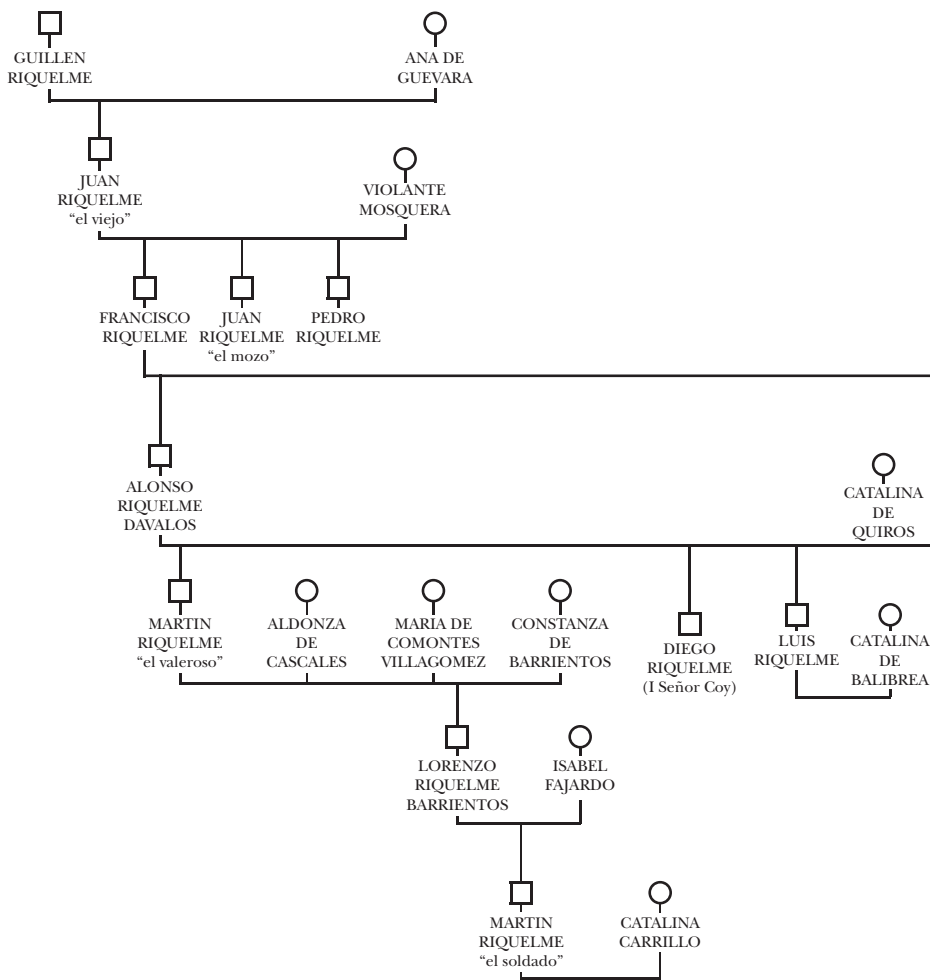 GUILLEN
RIQUELME
ANA DE
GUEVARA
JUAN
RIQUELME
“el viejo”
VIOLANTE
MOSQUERA
FRANCISCO
RIQUELME
JUAN
RIQUELME
“el mozo”
PEDRO
RIQUELME
ALONSO
RIQUELME
DAVALOS
CATALINA
DE
QUIROS
MARTIN
RIQUELME
“el valeroso”
ALDONZA
DE
CASCALES
MARIA DE
COMONTES
VILLAGOMEZ
CONSTANZA
DE
BARRIENTOS
DIEGO
RIQUELME
(I Señor Coy)
LUIS
RIQUELME
CATALINA
DE
BALIBREA
LORENZO
RIQUELME
BARRIENTOS
ISABEL
FAJARDO
MARTIN
RIQUELME
“el soldado”
CATALINA
CARRILLO